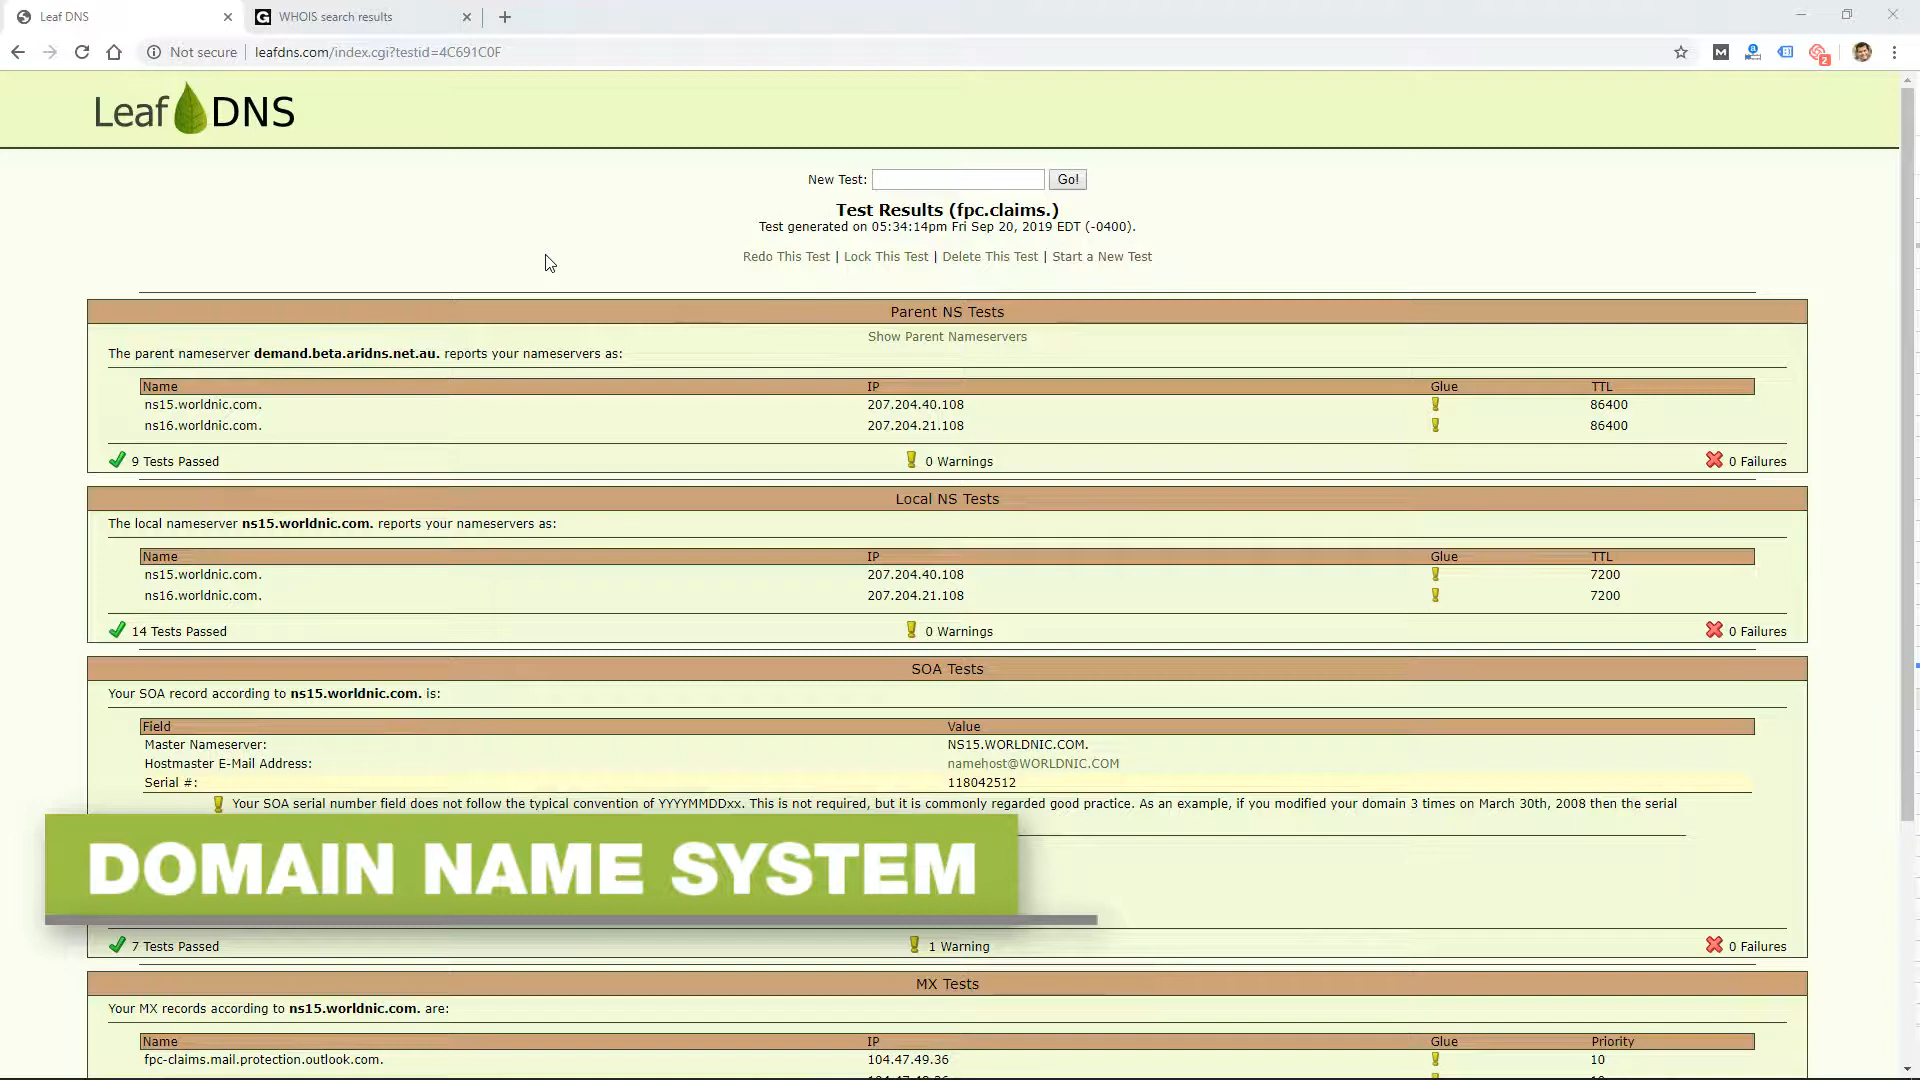 Leaf DNS
WHOIS search results
Not secure
leafdns.com/index.cgi?testid=4C691C0F
M
2
Leaf DNS
New Test:
Go!
Test Results (fpc.claims.)
Test generated on 05:34:14pm Fri Sep 20, 2019 EDT (-0400).
Redo This Test | Lock This Test | Delete This Test | Start a New Test
Parent NS Tests
Show Parent Nameservers
The parent nameserver demand.beta.aridns.net.au. reports your nameservers as:
Name IP Glue TTL
ns15.worldnic.com. 207.204.40.108 86400
ns16.worldnic.com. 207.204.21.108 86400
9 Tests Passed 0 Warnings 0 Failures
Local NS Tests
The local nameserver ns15.worldnic.com. reports your nameservers as:
Name IP Glue TTL
ns15.worldnic.com. 207.204.40.108 7200
ns16.worldnic.com. 207.204.21.108 7200
14 Tests Passed 0 Warnings 0 Failures
SOA Tests
Your SOA record according to ns15.worldnic.com. is:
Field Value
Master Nameserver: NS15.WORLDNIC.COM.
Hostmaster E-Mail Address: namehost@WORLDNIC.COM
Serial #: 118042512
Your SOA serial number field does not follow the typical convention of YYYYMMDDxx. This is not required, but it is commonly regarded good practice. As an example, if you modified your domain 3 times on March 30th, 2008 then the serial
DOMAIN NAME SYSTEM
7 Tests Passed 1 Warning 0 Failures
MX Tests
Your MX records according to ns15.worldnic.com. are:
Name IP Glue Priority
fpc-claims.mail.protection.outlook.com. 104.47.49.36 10